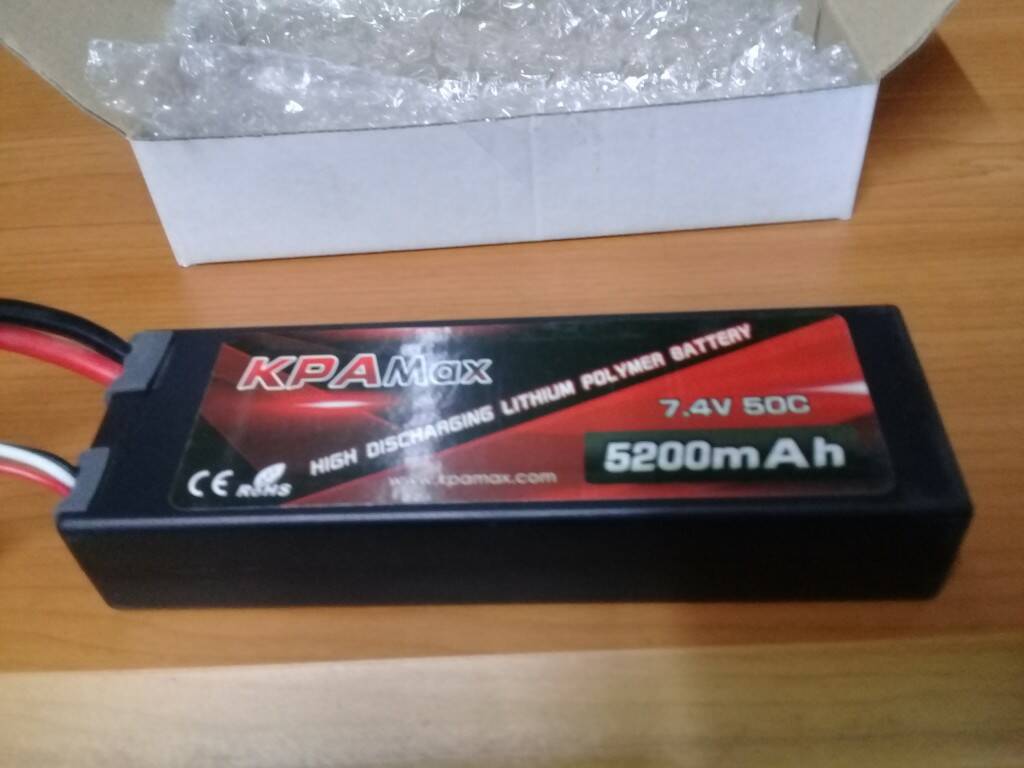 KPAMax
HIGH DISCHARGING LITHIUM POLYMER BATTERY
7.4V 50C
5200mAh
CE RoHS
www.kpamax.com